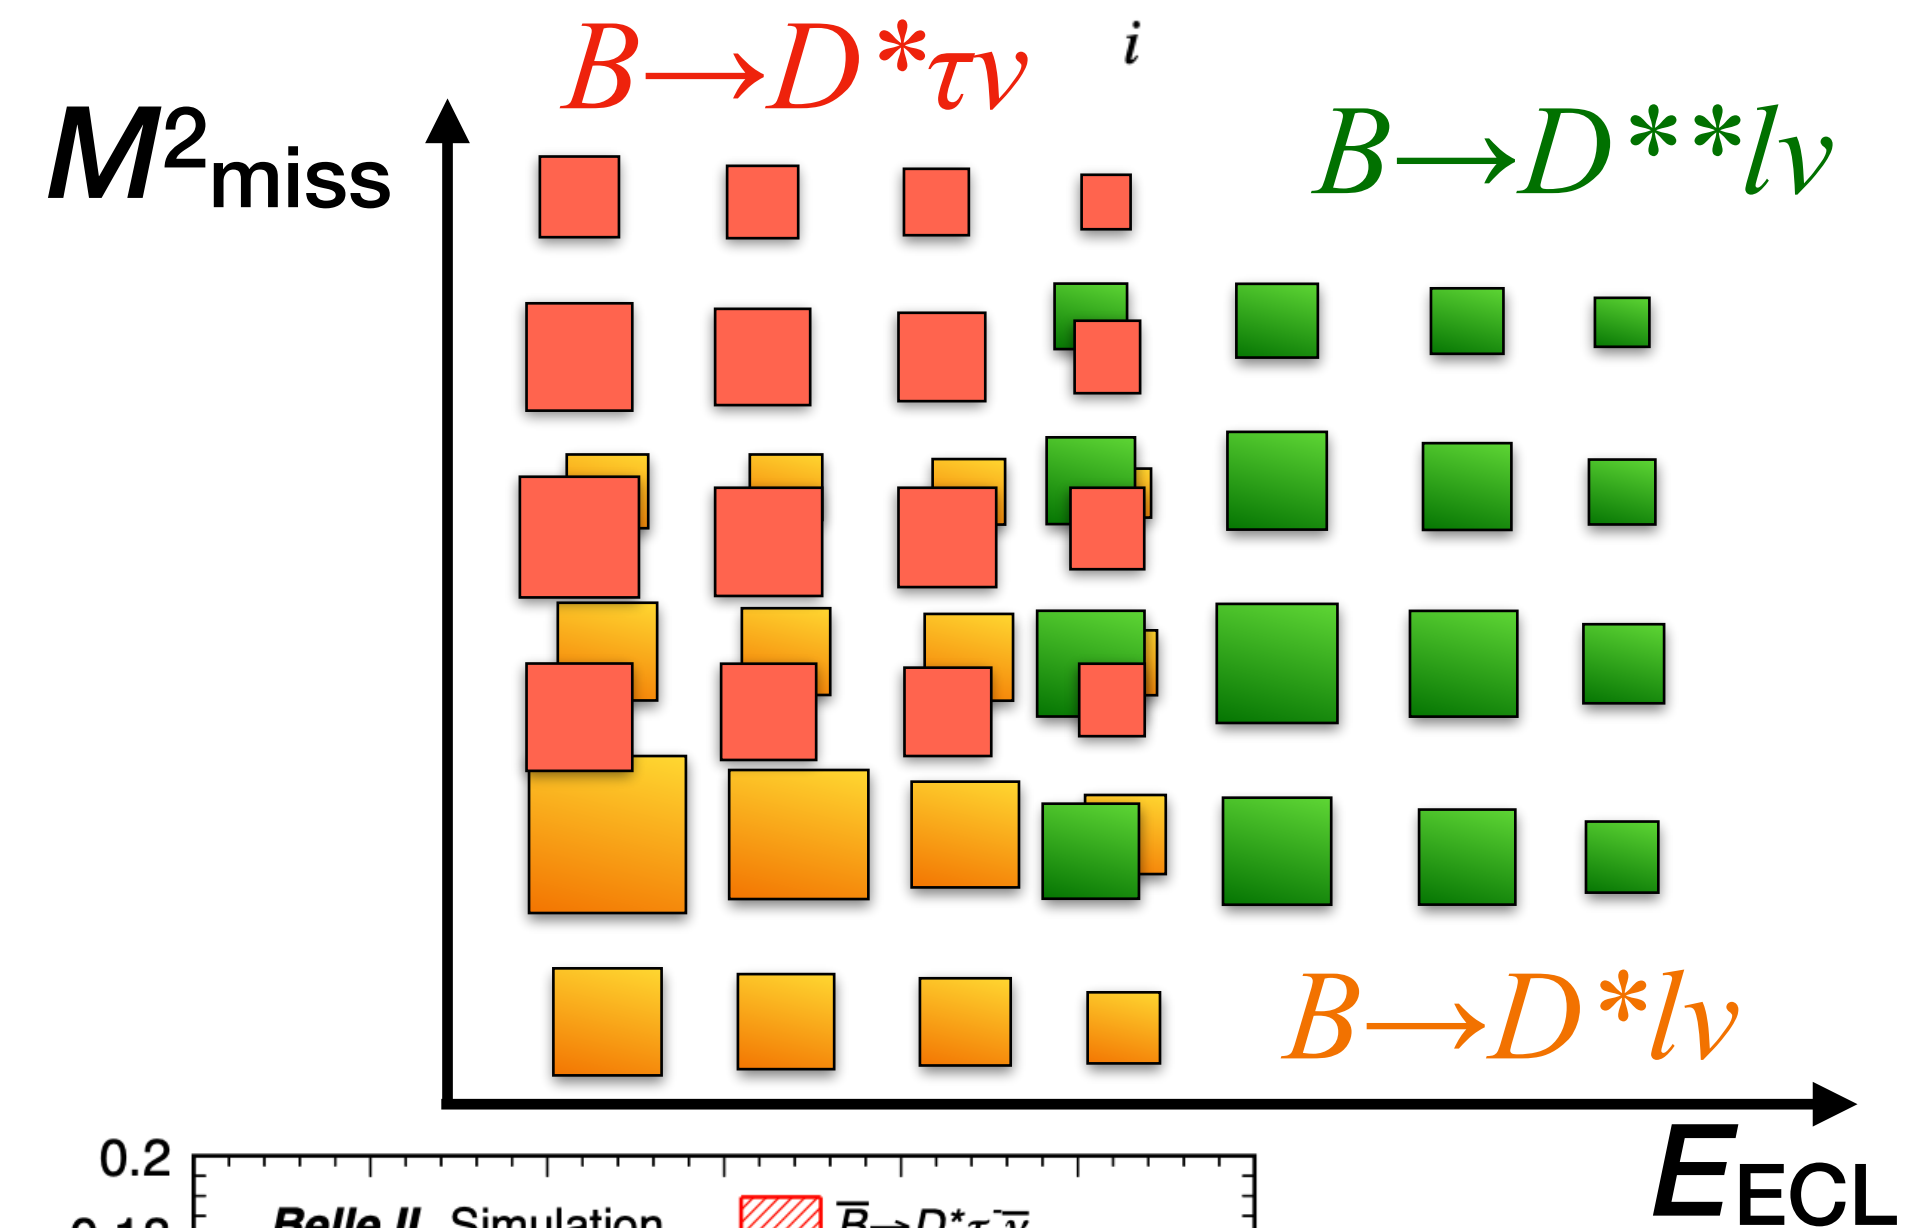 B→D*τν
i
M²miss
B→D**lν
B→D*lν
EECL
0.2
Belle II Simulation
B̅→D*τ⁻ν̅